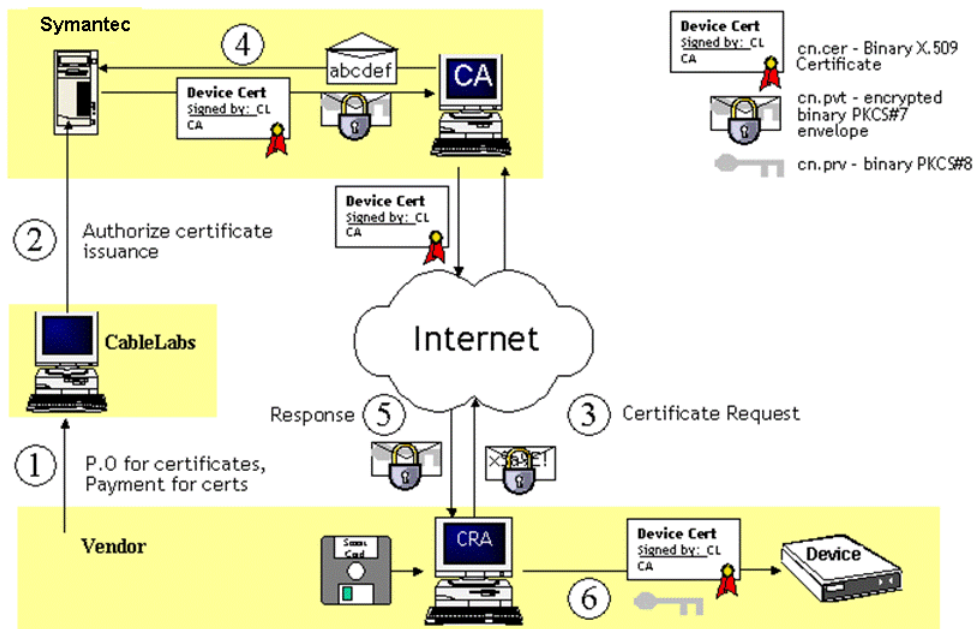 Symantec
4
abcdef
CA
Device Cert
Signed by: CL
CA
Device Cert
Signed by: CL
CA
cn.cer - Binary X.509
Certificate
cn.pvt - encrypted
binary PKCS#7
envelope
cn.prv - binary PKCS#8
2
Authorize certificate
issuance
Device Cert
Signed by: CL
CA
CableLabs
Internet
Response
5
3
Certificate Request
1
P.O for certificates,
Payment for certs
Vendor
CRA
Device Cert
Signed by: CL
CA
Device
6